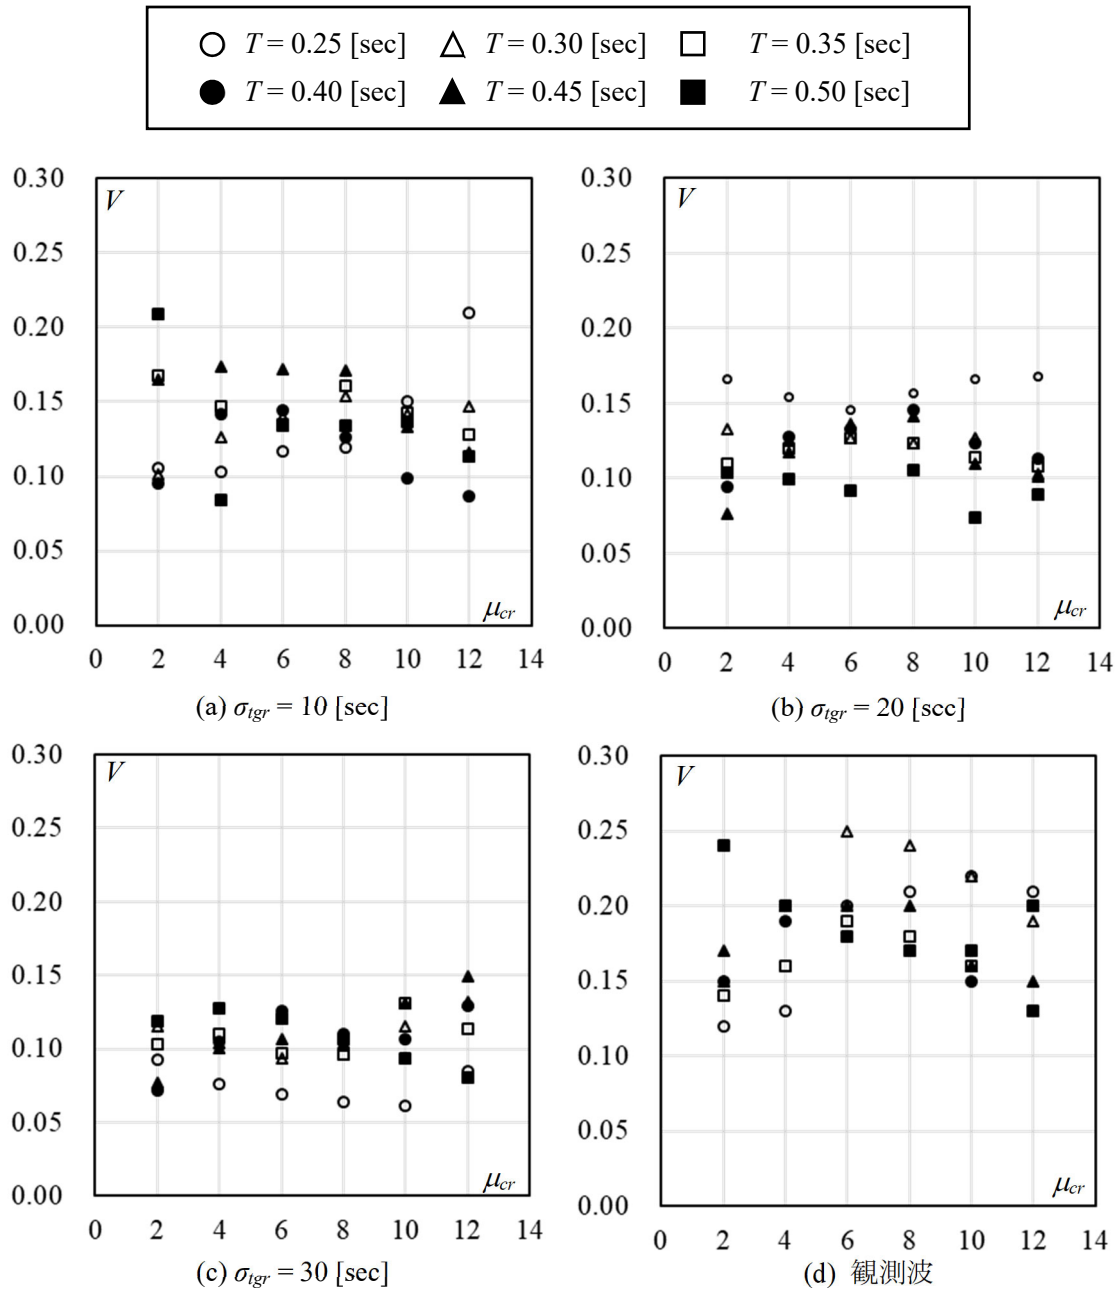 T = 0.25 [sec] T = 0.30 [sec] T = 0.35 [sec]
T = 0.40 [sec] T = 0.45 [sec] T = 0.50 [sec]
0.30
0.25
0.20
0.15
0.10
0.05
0.00
V
μcr
0 2 4 6 8 10 12 14
(a) σtgr = 10 [sec]
0.30
0.25
0.20
0.15
0.10
0.05
0.00
V
μcr
0 2 4 6 8 10 12 14
(b) σtgr = 20 [scc]
0.30
0.25
0.20
0.15
0.10
0.05
0.00
V
μcr
0 2 4 6 8 10 12 14
(c) σtgr = 30 [sec]
0.30
0.25
0.20
0.15
0.10
0.05
0.00
V
μcr
0 2 4 6 8 10 12 14
(d) 観測波